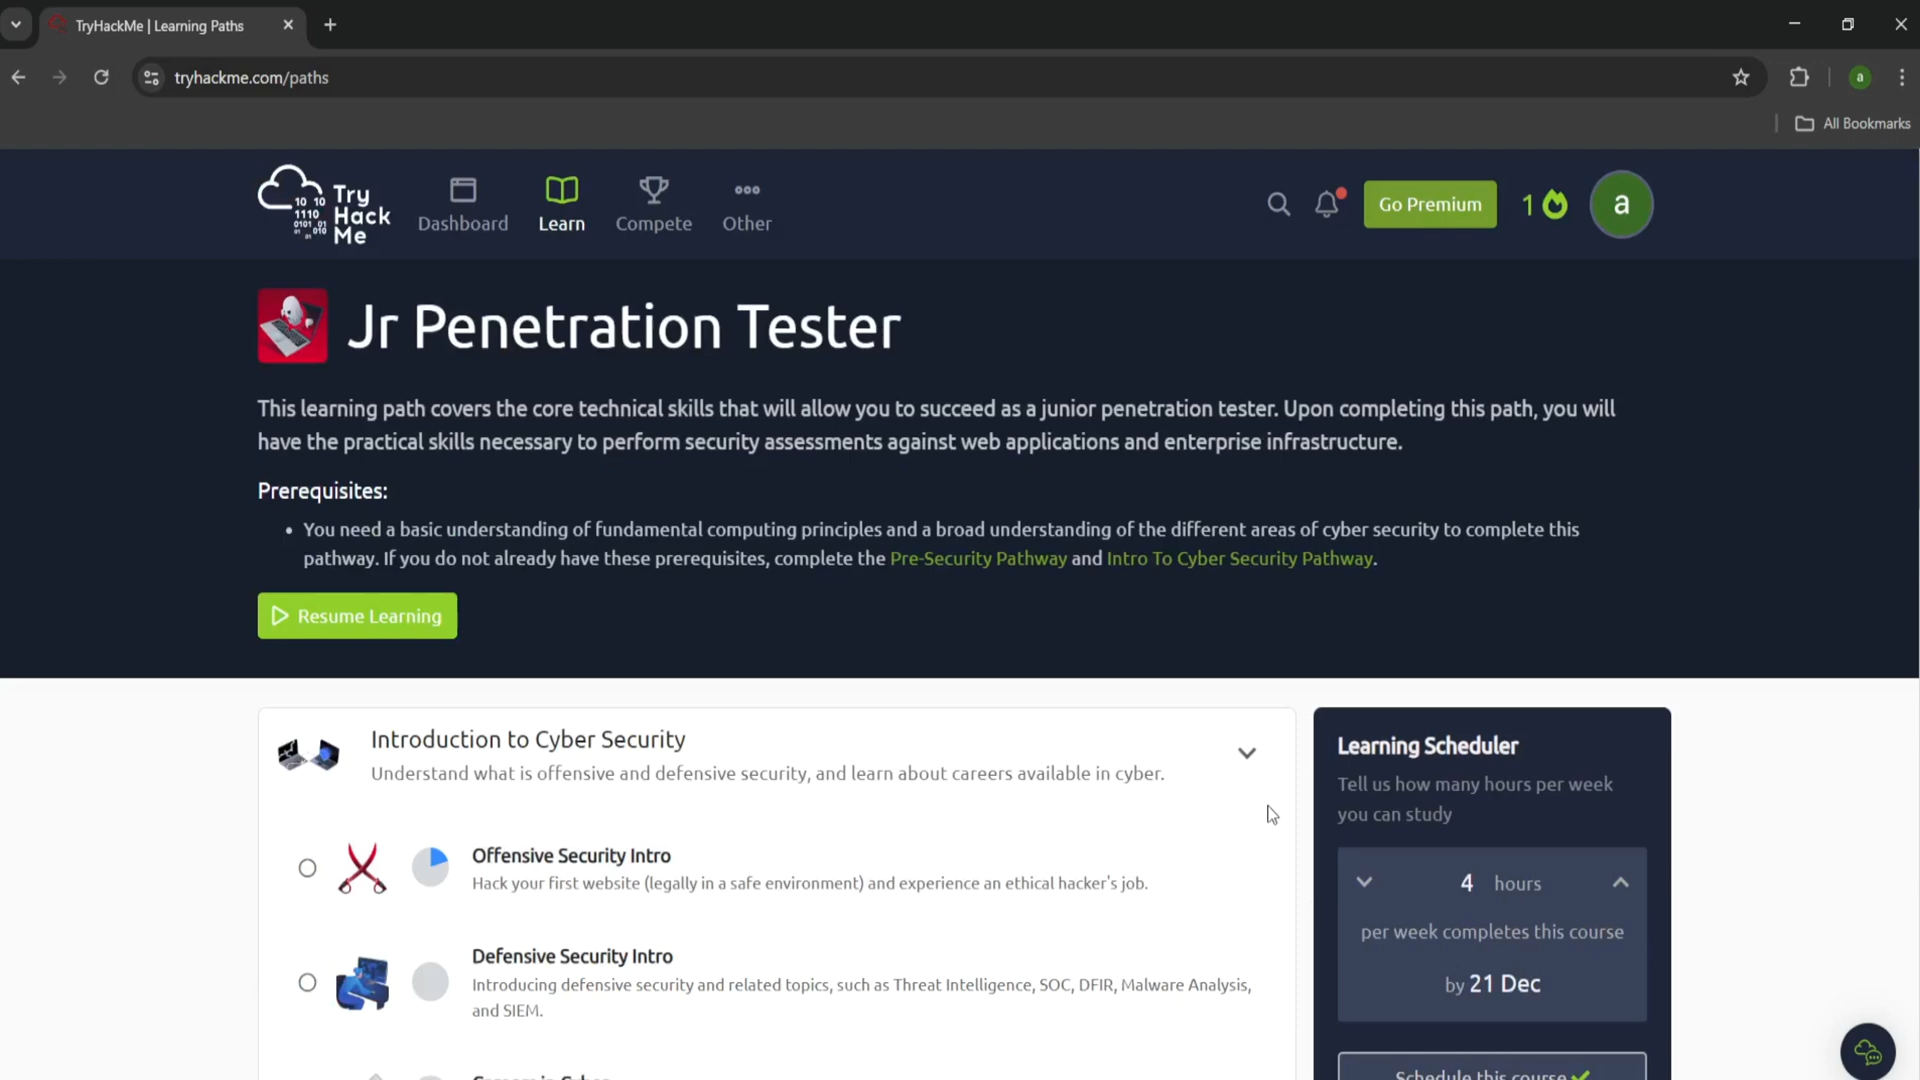 TryHackMe | Learning Paths
tryhackme.com/paths
a
All Bookmarks
Try
Hack
Me
10 10
1110
0101 01
01 010
Dashboard
Learn
Compete
Other
Go Premium
1
a
Jr Penetration Tester
This learning path covers the core technical skills that will allow you to succeed as a junior penetration tester. Upon completing this path, you will
have the practical skills necessary to perform security assessments against web applications and enterprise infrastructure.
Prerequisites:
• You need a basic understanding of fundamental computing principles and a broad understanding of the different areas of cyber security to complete this
pathway. If you do not already have these prerequisites, complete the Pre-Security Pathway and Intro To Cyber Security Pathway.
Resume Learning
Introduction to Cyber Security
Understand what is offensive and defensive security, and learn about careers available in cyber.
Offensive Security Intro
Hack your first website (legally in a safe environment) and experience an ethical hacker's job.
Defensive Security Intro
Introducing defensive security and related topics, such as Threat Intelligence, SOC, DFIR, Malware Analysis,
and SIEM.
Learning Scheduler
Tell us how many hours per week
you can study
4 hours
per week completes this course
by 21 Dec
Schedule this course